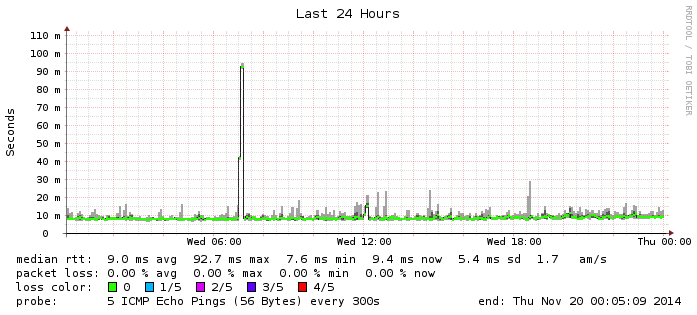 Last 24 Hours
RRDTOOL / TOBI OETIKER
Seconds
110 m
100 m
90 m
80 m
70 m
60 m
50 m
40 m
30 m
20 m
10 m
0
Wed 06:00 Wed 12:00 Wed 18:00 Thu 00:00
median rtt: 9.0 ms avg 92.7 ms max 7.6 ms min 9.4 ms now 5.4 ms sd 1.7 am/s
packet loss: 0.00 % avg 0.00 % max 0.00 % min 0.00 % now
loss color: 0 1/5 2/5 3/5 4/5
probe: 5 ICMP Echo Pings (56 Bytes) every 300s end: Thu Nov 20 00:05:09 2014